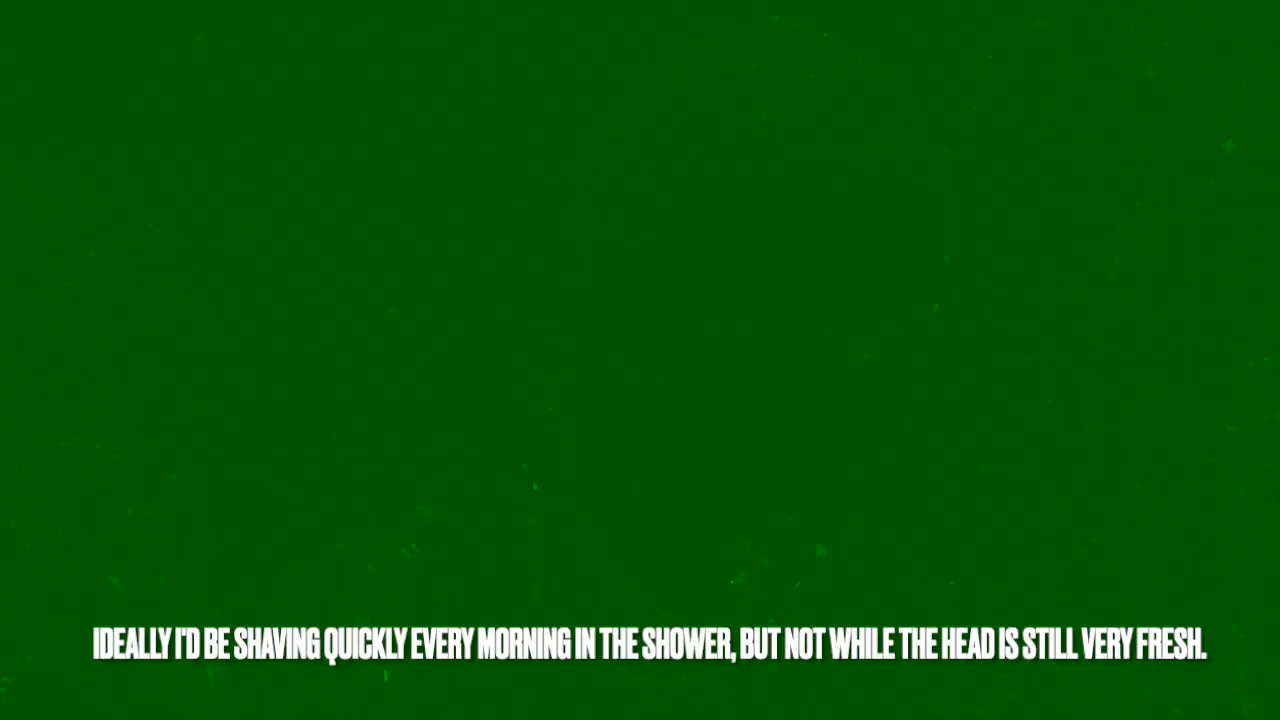 IDEALLY I'D BE SHAVING QUICKLY EVERY MORNING IN THE SHOWER, BUT NOT WHILE THE HEAD IS STILL VERY FRESH.